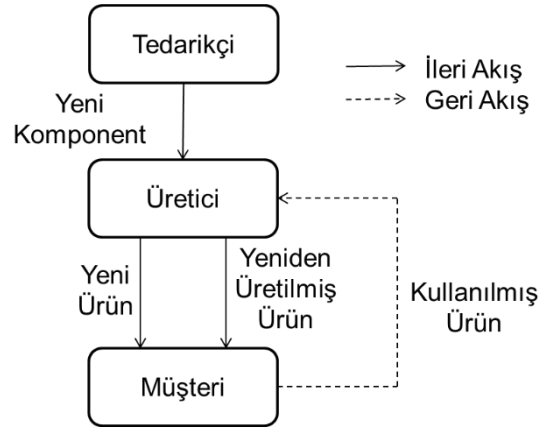 Tedarikçi
İleri Akış
Geri Akış
Yeni
Komponent
Üretici
Yeni
Ürün
Yeniden
Üretilmiş
Ürün
Kullanılmış
Ürün
Müşteri